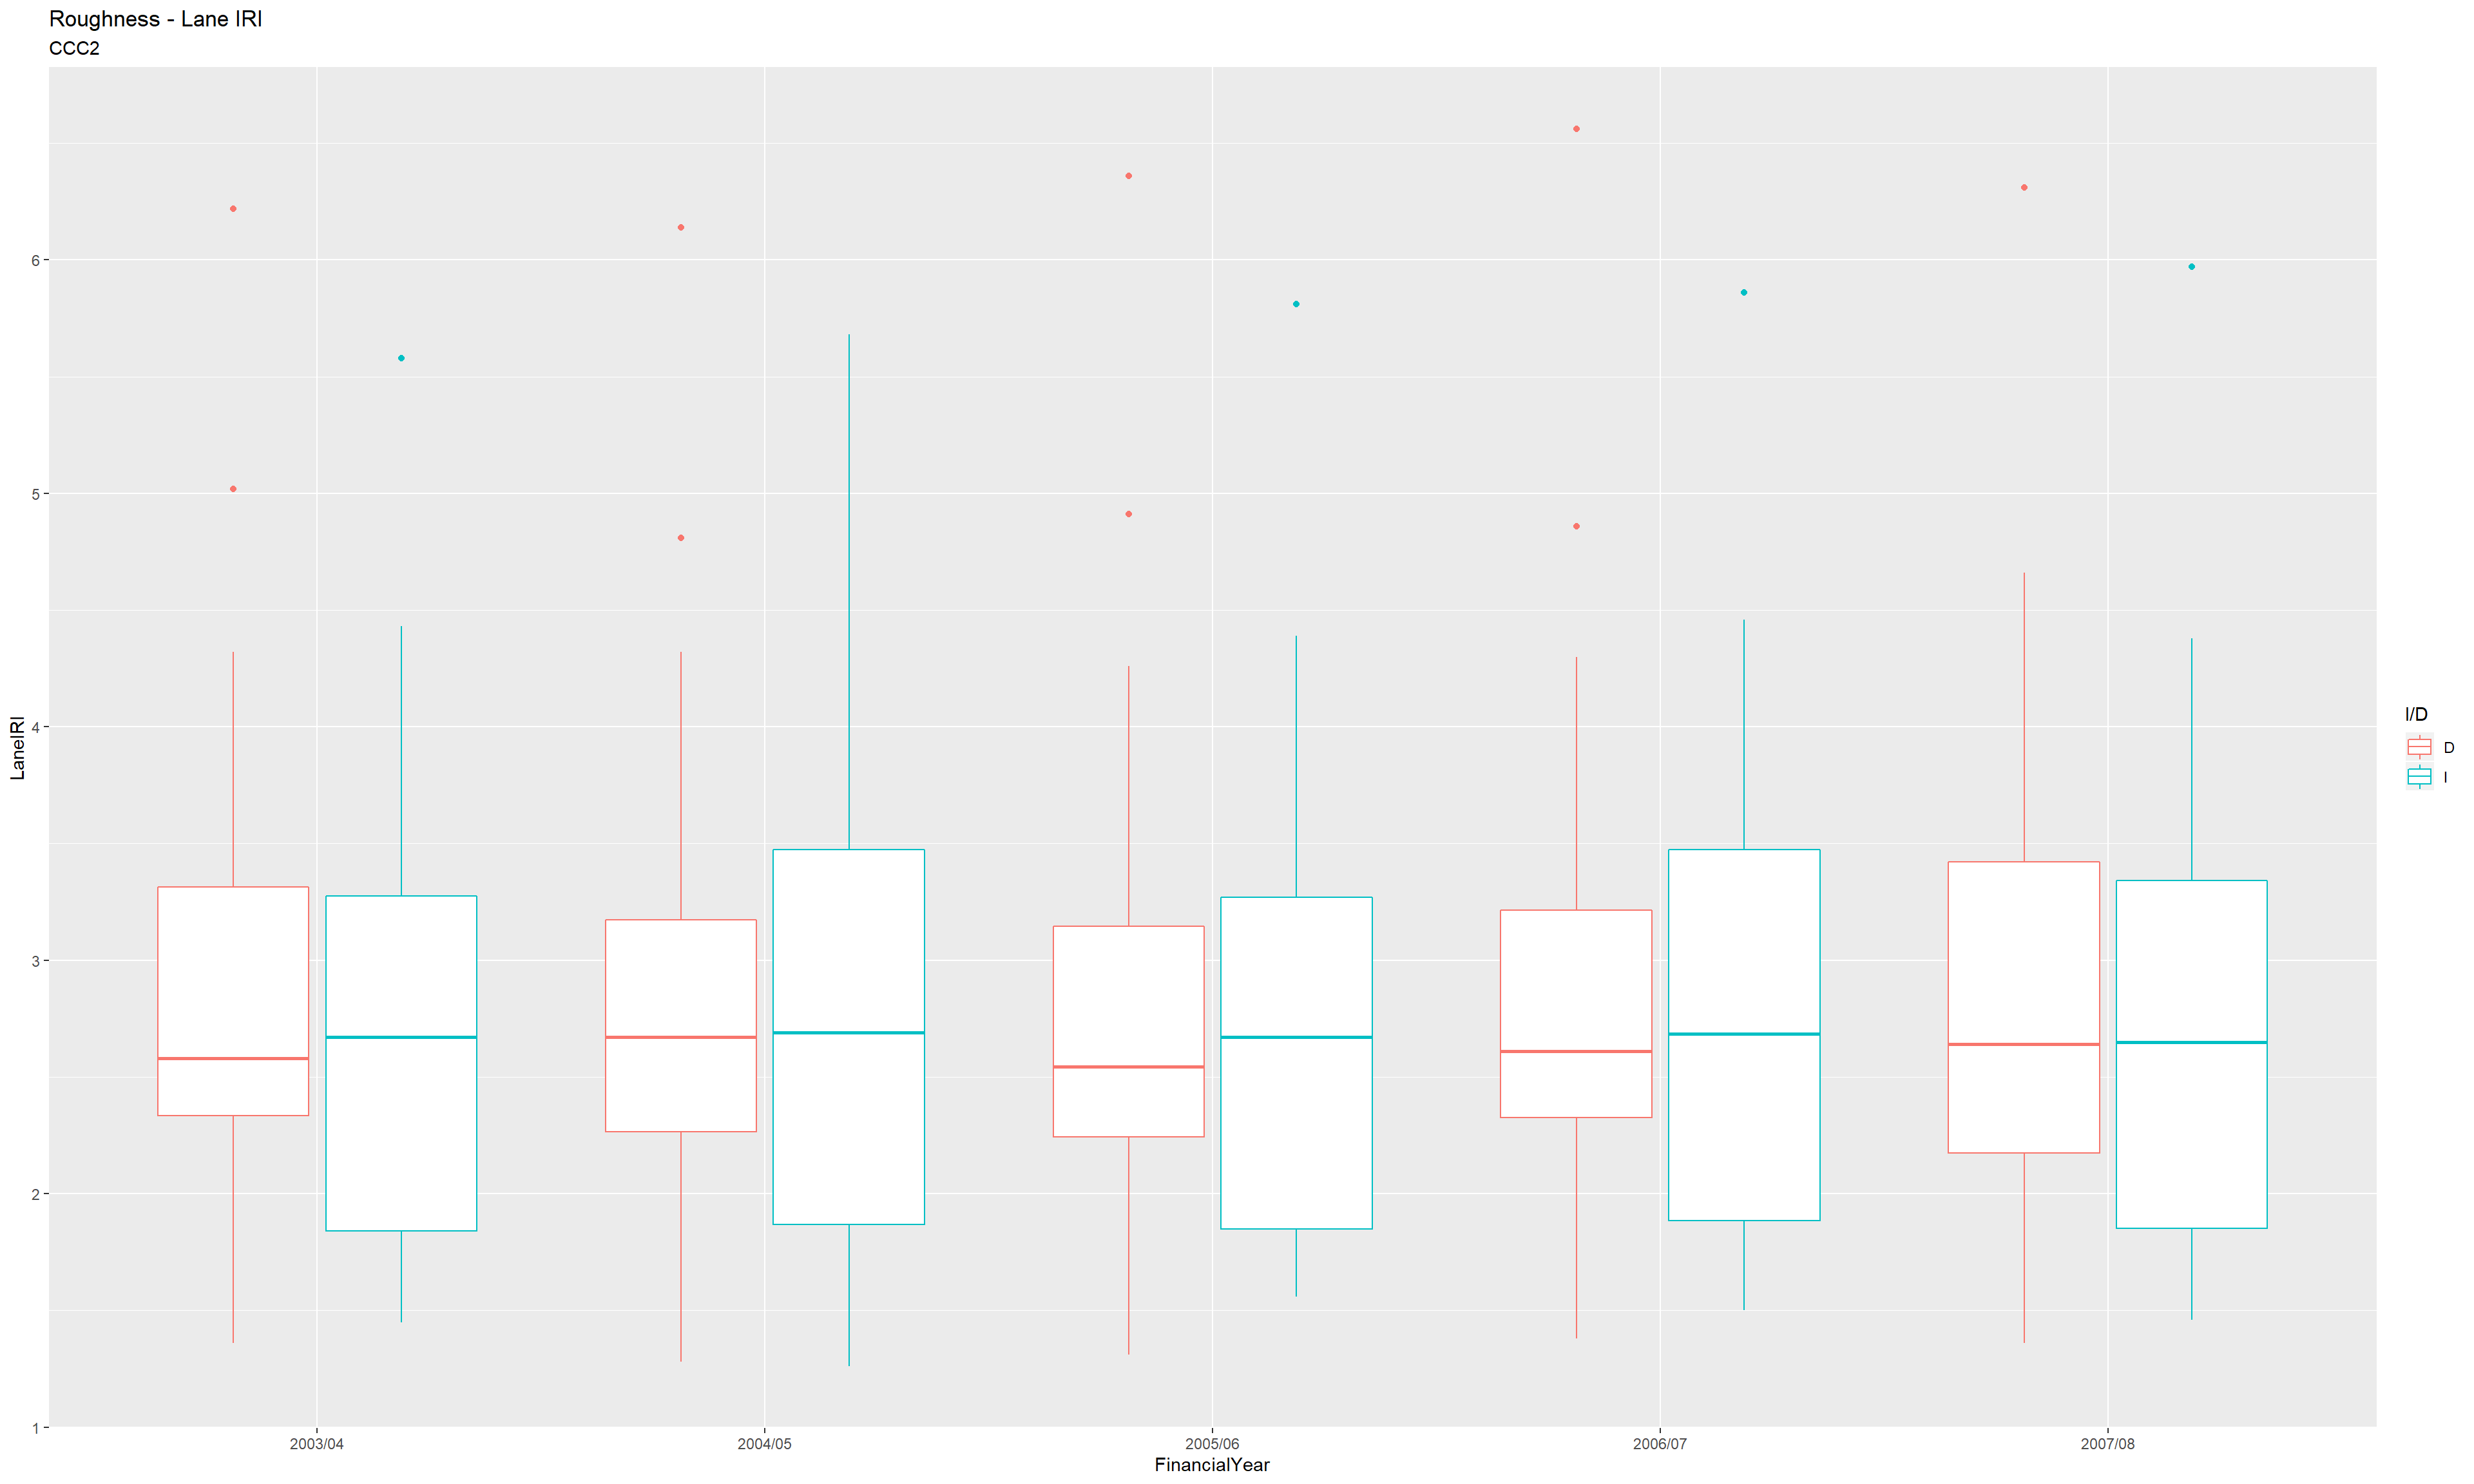 Roughness - Lane IRI
CCC2
LaneIRI
6
5
4
3
2
1
2003/04
2004/05
2005/06
2006/07
2007/08
FinancialYear
I/D
D
I